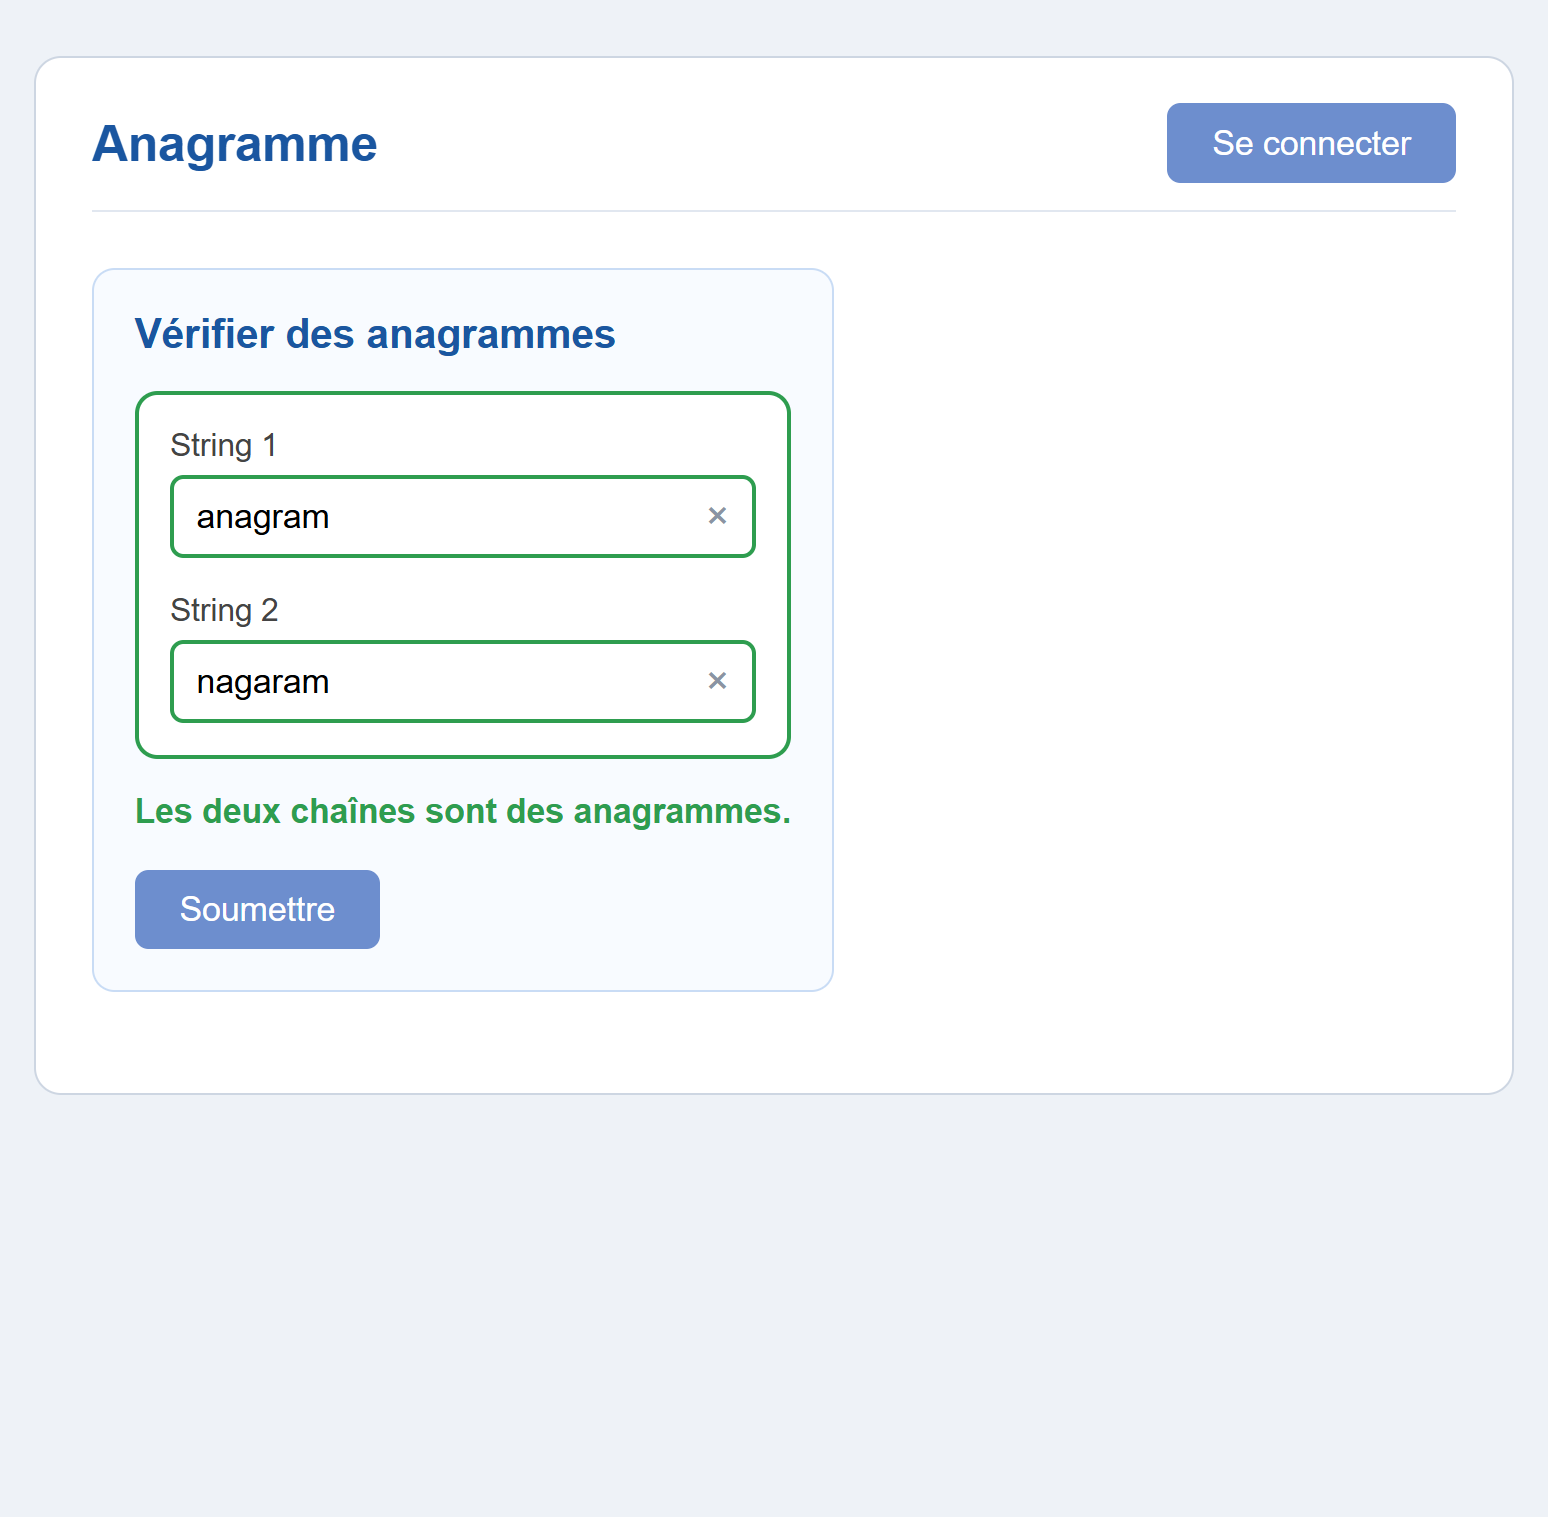 Anagramme
Se connecter
Vérifier des anagrammes
String 1
anagram
String 2
nagaram
Les deux chaînes sont des anagrammes.
Soumettre